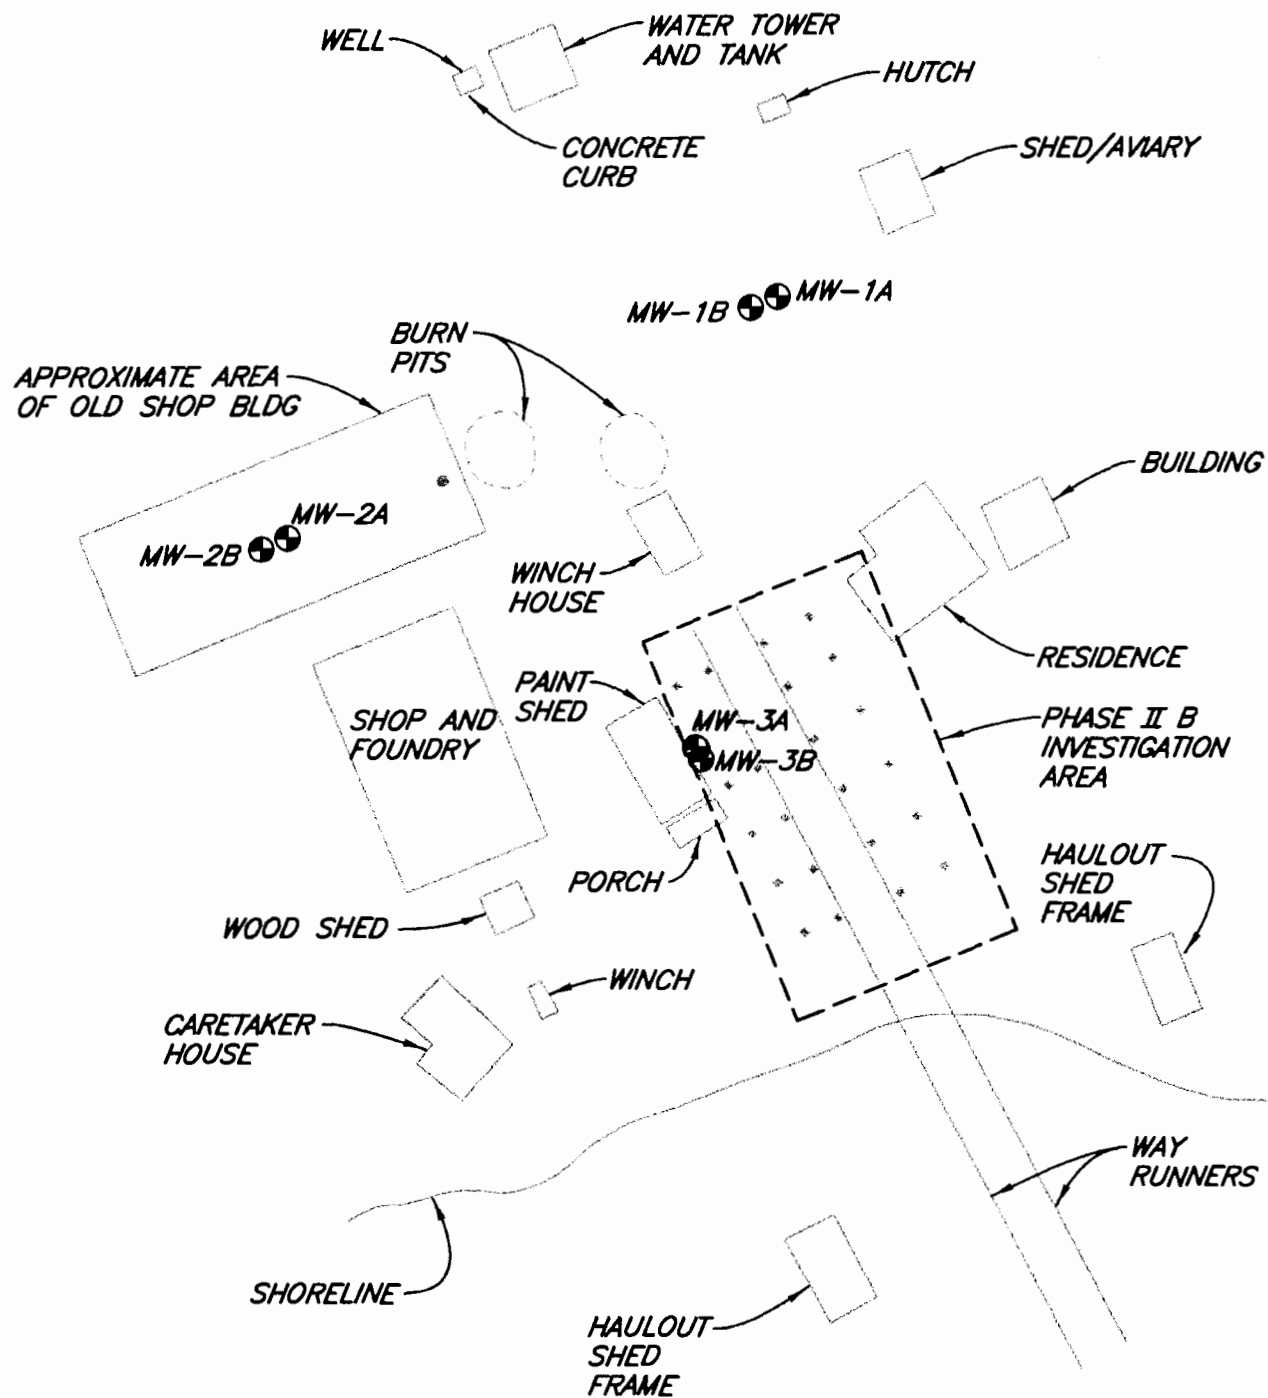 WELL
WATER TOWER
AND TANK
HUTCH
CONCRETE
CURB
SHED/AVIARY
MW-1B
MW-1A
BURN
PITS
APPROXIMATE AREA
OF OLD SHOP BLDG
BUILDING
MW-2A
MW-2B
WINCH
HOUSE
RESIDENCE
PAINT
SHED
SHOP AND
FOUNDRY
MW-3A
MW-3B
PHASE II B
INVESTIGATION
AREA
PORCH
HAULOUT
SHED
FRAME
WOOD SHED
WINCH
CARETAKER
HOUSE
WAY
RUNNERS
SHORELINE
HAULOUT
SHED
FRAME